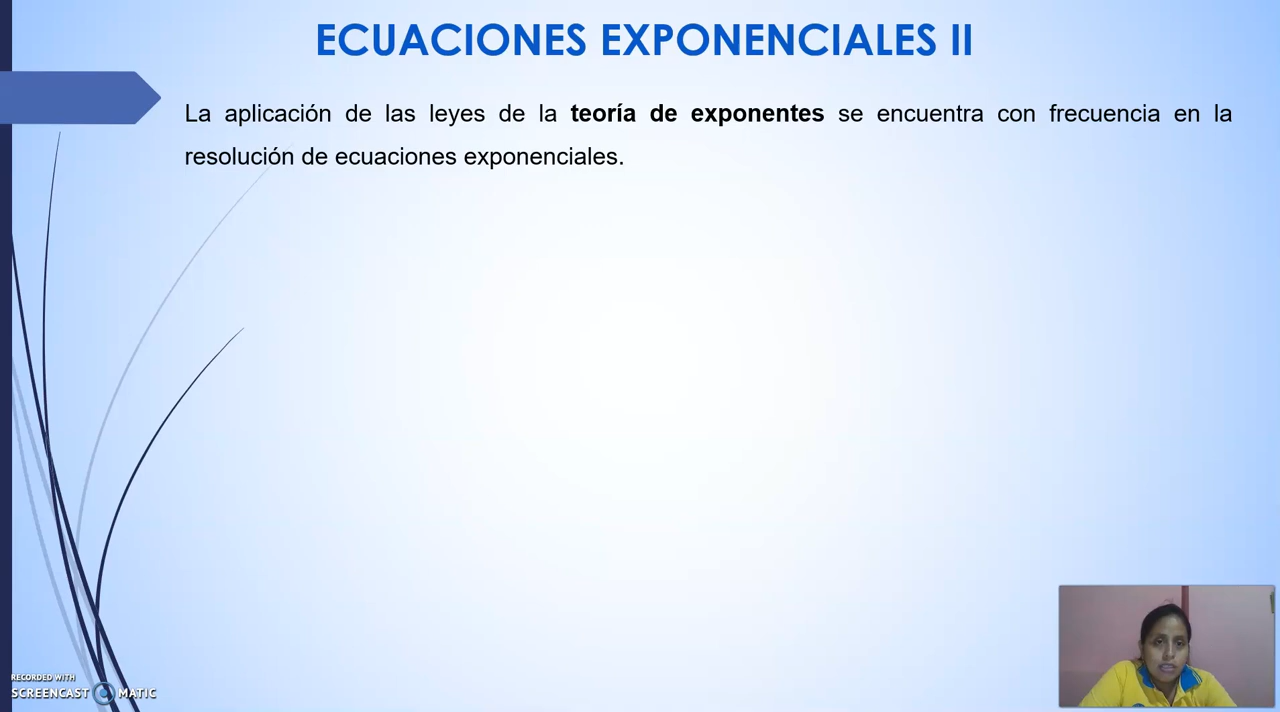 ECUACIONES EXPONENCIALES II
La aplicación de las leyes de la teoría de exponentes se encuentra con frecuencia en la
resolución de ecuaciones exponenciales.
RECORDED WITH
SCREENCAST MATIC